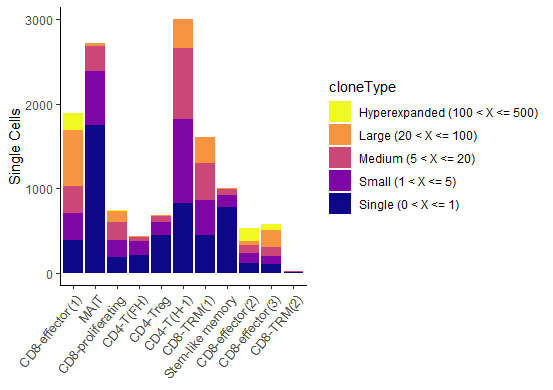 3000
2000
1000
0
Single Cells
CD8-effector(1)
MAIT
CD8-proliferating
CD4-T(FH)
CD4-Treg
CD4-T(H-1)
CD8-TRM(1)
Stem-like memory
CD8-effector(2)
CD8-effector(3)
CD8-TRM(2)
cloneType
Hyperexpanded (100 < X <= 500)
Large (20 < X <= 100)
Medium (5 < X <= 20)
Small (1 < X <= 5)
Single (0 < X <= 1)